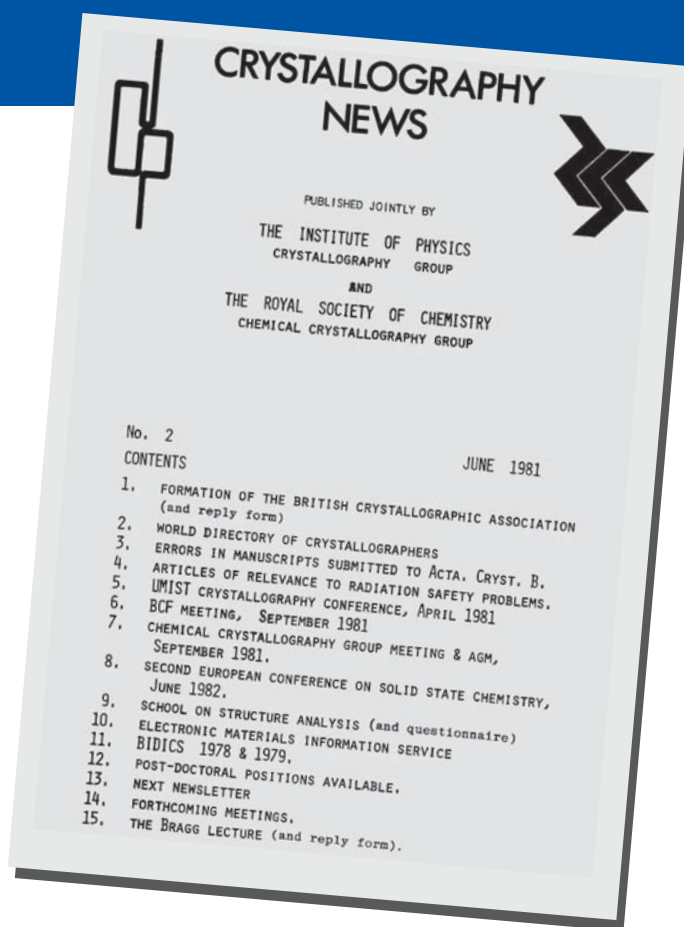 CRYSTALLOGRAPHY
NEWS
PUBLISHED JOINTLY BY
THE INSTITUTE OF PHYSICS
CRYSTALLOGRAPHY GROUP
AND
THE ROYAL SOCIETY OF CHEMISTRY
CHEMICAL CRYSTALLOGRAPHY GROUP
No. 2
JUNE 1981
CONTENTS
1. FORMATION OF THE BRITISH CRYSTALLOGRAPHIC ASSOCIATION
(and reply form)
2. WORLD DIRECTORY OF CRYSTALLOGRAPHERS
3. ERRORS IN MANUSCRIPTS SUBMITTED TO ACTA. CRYST. B.
4. ARTICLES OF RELEVANCE TO RADIATION SAFETY PROBLEMS.
5. UMIST CRYSTALLOGRAPHY CONFERENCE, APRIL 1981
6. BCF MEETING, SEPTEMBER 1981
7. CHEMICAL CRYSTALLOGRAPHY GROUP MEETING & AGM,
SEPTEMBER 1981.
8. SECOND EUROPEAN CONFERENCE ON SOLID STATE CHEMISTRY,
JUNE 1982.
9. SCHOOL ON STRUCTURE ANALYSIS (and questionnaire)
10. ELECTRONIC MATERIALS INFORMATION SERVICE
11. BIDICS 1978 & 1979.
12. POST-DOCTORAL POSITIONS AVAILABLE.
13. NEXT NEWSLETTER
14. FORTHCOMING MEETINGS.
15. THE BRAGG LECTURE (and reply form).